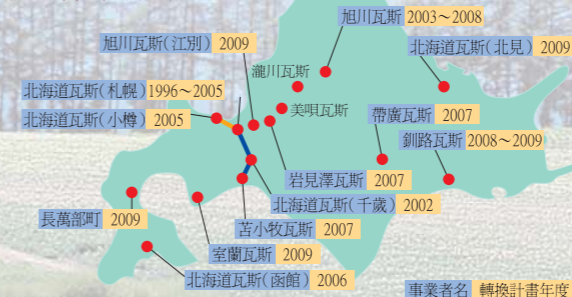 旭川瓦斯 2003～2008
旭川瓦斯(江別) 2009
北海道瓦斯(北見) 2009
瀧川瓦斯
北海道瓦斯(札幌) 1996～2005
美唄瓦斯
北海道瓦斯(小樽) 2005
帶廣瓦斯 2007
釧路瓦斯 2008～2009
岩見澤瓦斯 2007
北海道瓦斯(千歲) 2002
長萬部町 2009
苫小牧瓦斯 2007
室蘭瓦斯 2009
北海道瓦斯(函館) 2006
事業者名 轉換計畫年度